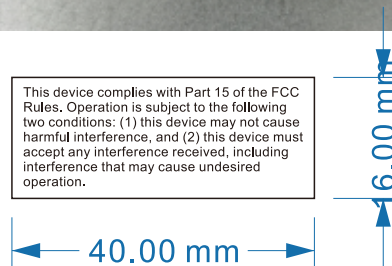 This device complies with Part 15 of the FCC
Rules. Operation is subject to the following
two conditions: (1) this device may not cause
harmful interference, and (2) this device must
accept any interference received, including
interference that may cause undesired
operation.
16.00 mm
40.00 mm